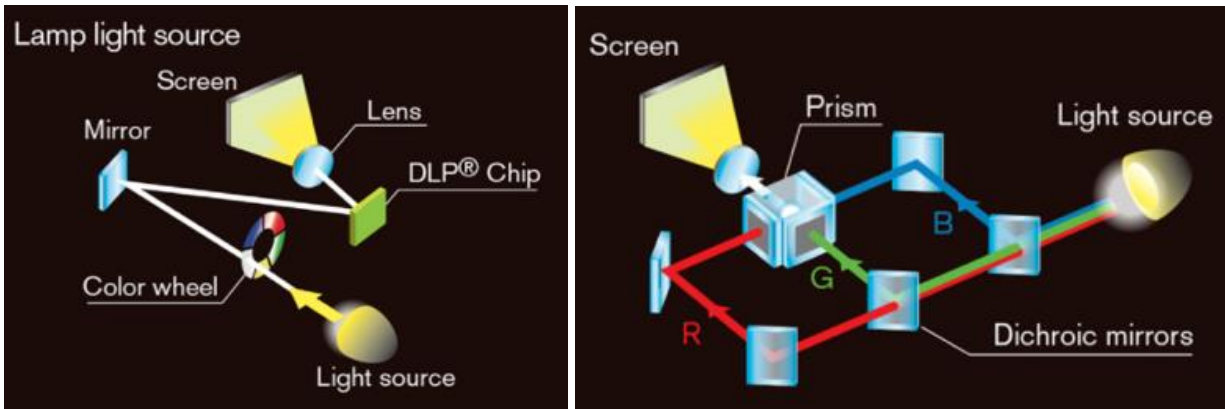 Lamp light source
Screen
Lens
Mirror
DLP® Chip
Color wheel
Light source
Screen
Prism
Light source
B
G
R
Dichroic mirrors